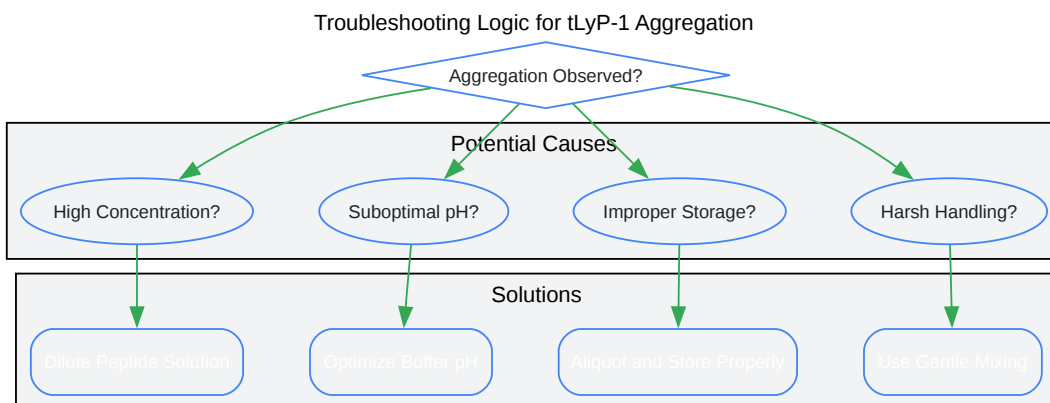 Troubleshooting Logic for tLyP-1 Aggregation
Aggregation Observed?
Potential Causes
High Concentration?
Suboptimal pH?
Improper Storage?
Harsh Handling?
Solutions
Dilute Peptide Solution
Optimize Buffer pH
Aliquot and Store Properly
Use Gentle Mixing